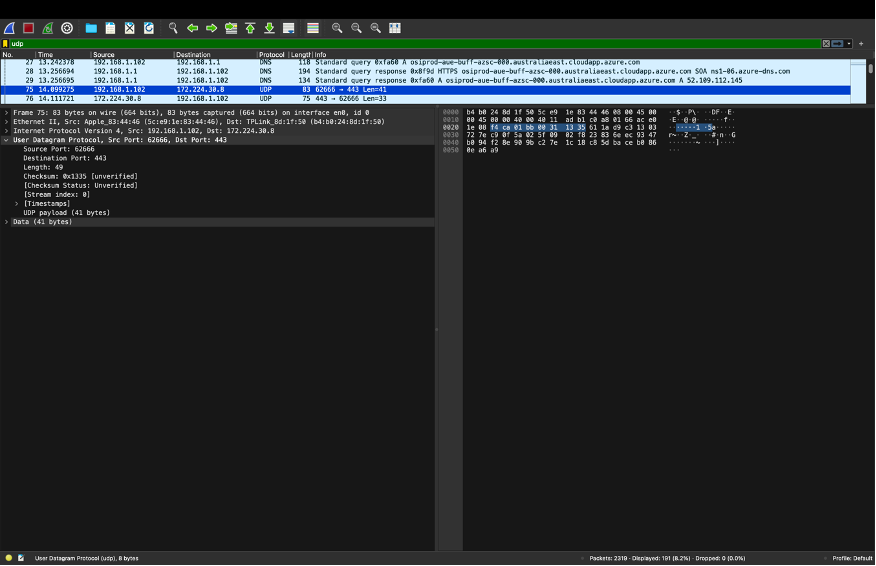 udp
No. Time Source Destination Protocol Length Info
27 13.242378 192.168.1.102 192.168.1.1 DNS 118 Standard query 0xfa60 A osiprod-aue-buff-azsc-000.australiaeast.cloudapp.azure.com
28 13.256694 192.168.1.1 192.168.1.102 DNS 194 Standard query response 0x8f9d HTTPS osiprod-aue-buff-azsc-000.australiaeast.cloudapp.azure.com SOA ns1-06.azure-dns.com
29 13.256695 192.168.1.1 192.168.1.102 DNS 134 Standard query response 0xfa60 A osiprod-aue-buff-azsc-000.australiaeast.cloudapp.azure.com A 52.109.112.145
75 14.099275 192.168.1.102 172.224.30.8 UDP 83 62666 → 443 Len=41
76 14.111721 172.224.30.8 192.168.1.102 UDP 75 443 → 62666 Len=33
Frame 75: 83 bytes on wire (664 bits), 83 bytes captured (664 bits) on interface en0, id 0
Ethernet II, Src: Apple_83:44:46 (5c:e9:1e:83:44:46), Dst: TPLink_8d:1f:50 (b4:b0:24:8d:1f:50)
Internet Protocol Version 4, Src: 192.168.1.102, Dst: 172.224.30.8
User Datagram Protocol, Src Port: 62666, Dst Port: 443
Source Port: 62666
Destination Port: 443
Length: 49
Checksum: 0x1335 [unverified]
[Checksum Status: Unverified]
[Stream index: 0]
[Timestamps]
UDP payload (41 bytes)
Data (41 bytes)
0000 b4 b0 24 8d 1f 50 5c e9 1e 83 44 46 08 00 45 00 ··$··P\· ··DF··E·
0010 00 45 00 00 40 00 40 11 ad b1 c0 a8 01 66 ac e0 ·E··@·@· ·····f··
0020 1e 08 f4 ca 01 bb 00 31 13 35 61 1a d9 c3 13 03 ·······1 ·5a·····
0030 72 7e c9 0f 5a 02 5f 09 02 f8 23 83 6e ec 93 47
0040 b0 94 f2 8e 90 9b c2 7e 1c 18 c8 5d ba ce b0 86 ·······~ ···]····
0050 0e a6 a9 ···
User Datagram Protocol (udp), 8 bytes
Packets: 2319 · Displayed: 191 (8.2%) · Dropped: 0 (0.0%)
Profile: Default